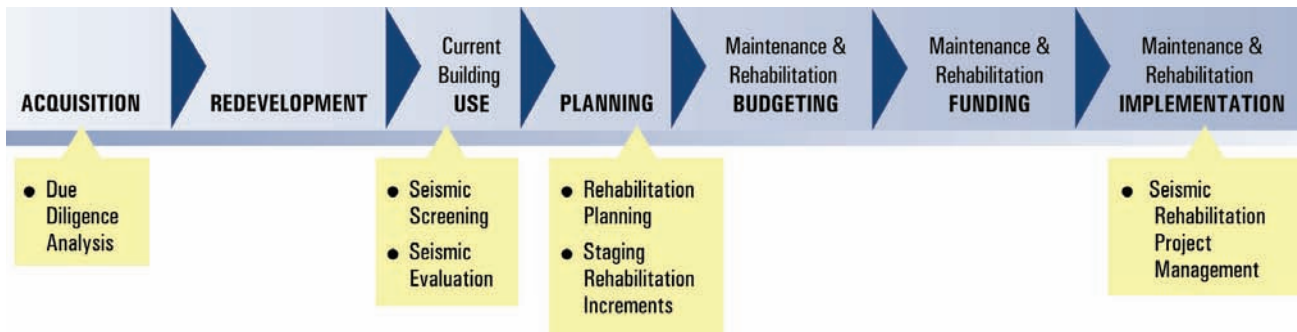 ACQUISITION
REDEVELOPMENT
Current
Building
USE
PLANNING
Maintenance &
Rehabilitation
BUDGETING
Maintenance &
Rehabilitation
FUNDING
Maintenance &
Rehabilitation
IMPLEMENTATION
● Due
Diligence
Analysis
● Seismic
Screening
● Seismic
Evaluation
● Rehabilitation
Planning
● Staging
Rehabilitation
Increments
● Seismic
Rehabilitation
Project
Management